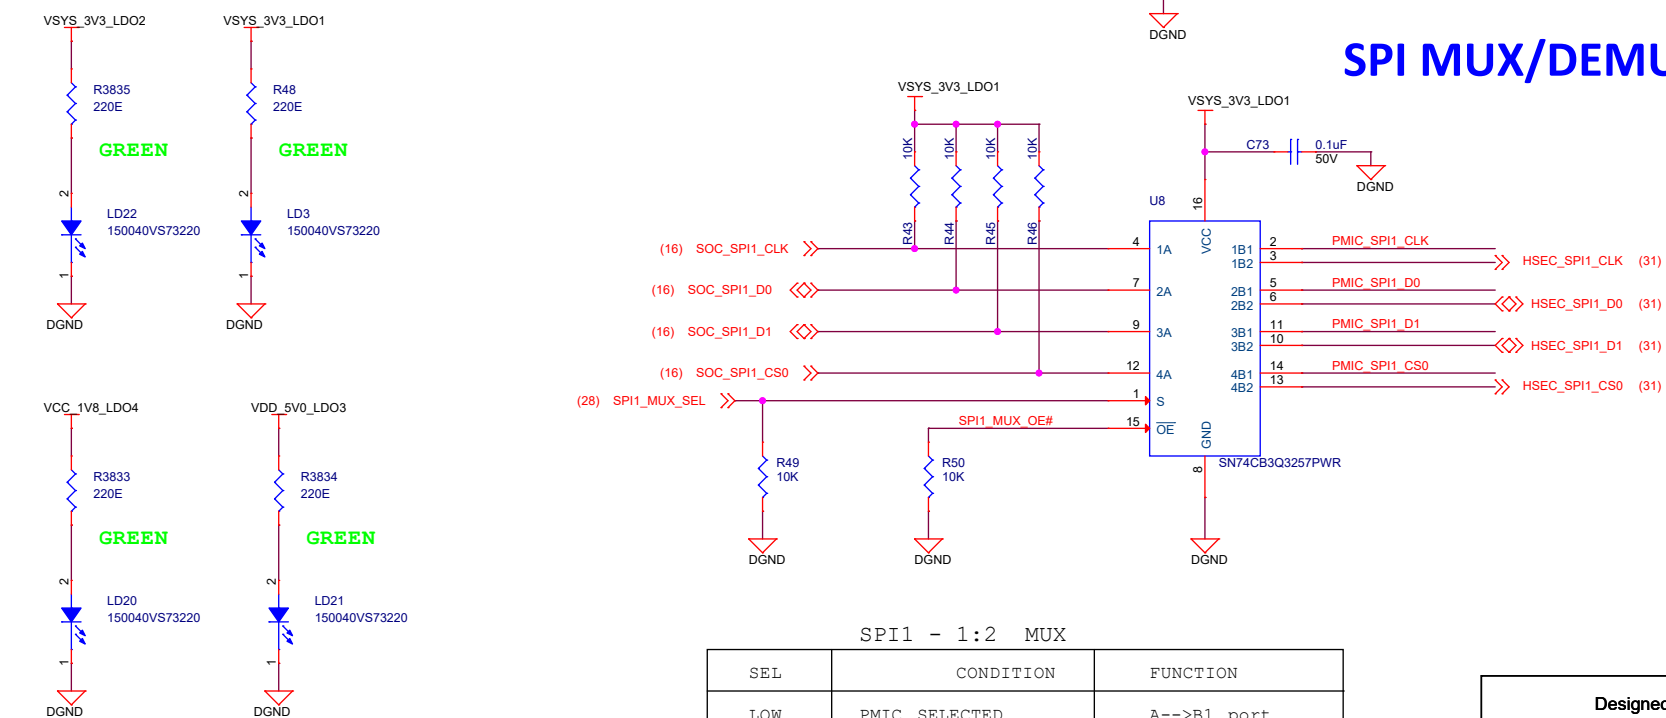 VSYS_3V3_LDO2
R3835
220E
GREEN
2
LD22
150040VS73220
1
DGND
VSYS_3V3_LDO1
R48
220E
GREEN
2
LD3
150040VS73220
1
DGND
VCC_1V8_LDO4
R3833
220E
GREEN
2
LD20
150040VS73220
1
DGND
VDD_5V0_LDO3
R3834
220E
GREEN
2
LD21
150040VS73220
1
DGND
DGND
SPI MUX/DEMU
VSYS_3V3_LDO1
10K
10K
10K
10K
R43
R44
R45
R46
VSYS_3V3_LDO1
C73
0.1uF
50V
DGND
U8
16
VCC
(16) SOC_SPI1_CLK
4
1A
(16) SOC_SPI1_D0
7
2A
(16) SOC_SPI1_D1
9
3A
(16) SOC_SPI1_CS0
12
4A
(28) SPI1_MUX_SEL
1
S
SPI1_MUX_OE#
15
OE
1B1
2
PMIC_SPI1_CLK
1B2
3
HSEC_SPI1_CLK (31)
2B1
5
PMIC_SPI1_D0
2B2
6
HSEC_SPI1_D0 (31)
3B1
11
PMIC_SPI1_D1
3B2
10
HSEC_SPI1_D1 (31)
4B1
14
PMIC_SPI1_CS0
4B2
13
HSEC_SPI1_CS0 (31)
GND
8
SN74CB3Q3257PWR
R49
10K
DGND
R50
10K
DGND
DGND
SPI1 - 1:2 MUX
SEL CONDITION FUNCTION
LOW PMIC SELECTED A-->B1 port
Designed